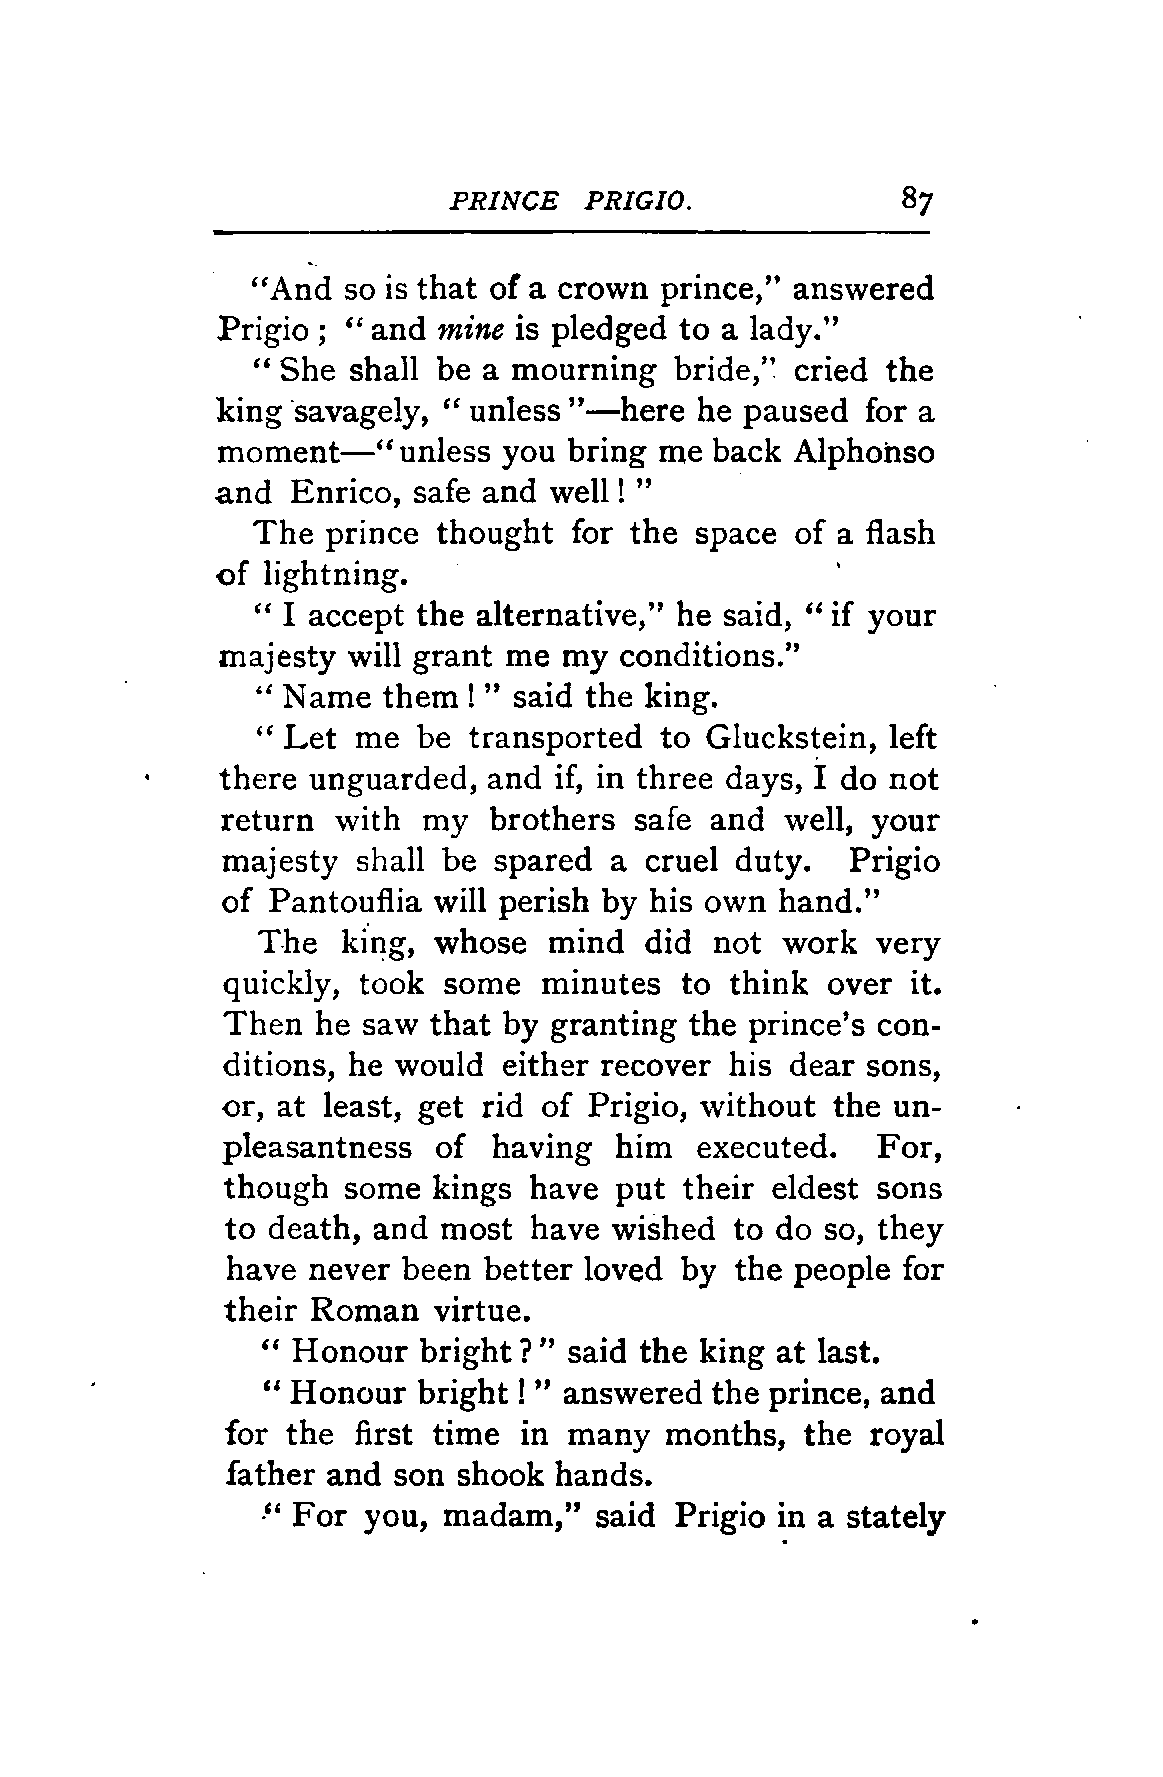 PRINCE PRIGIO. 87
"And so is that of a crown prince," answered
Prigio ; " and mine is pledged to a lady."
" She shall be a mourning bride," cried the
king savagely, " unless "—here he paused for a
moment—"unless you bring me back Alphonso
and Enrico, safe and well ! "
The prince thought for the space of a flash
of lightning.
" I accept the alternative," he said, " if your
majesty will grant me my conditions."
" Name them ! " said the king.
" Let me be transported to Gluckstein, left
there unguarded, and if, in three days, I do not
return with my brothers safe and well, your
majesty shall be spared a cruel duty. Prigio
of Pantouflia will perish by his own hand."
The king, whose mind did not work very
quickly, took some minutes to think over it.
Then he saw that by granting the prince's con-
ditions, he would either recover his dear sons,
or, at least, get rid of Prigio, without the un-
pleasantness of having him executed. For,
though some kings have put their eldest sons
to death, and most have wished to do so, they
have never been better loved by the people for
their Roman virtue.
" Honour bright ? " said the king at last.
" Honour bright ! " answered the prince, and
for the first time in many months, the royal
father and son shook hands.
" For you, madam," said Prigio in a stately